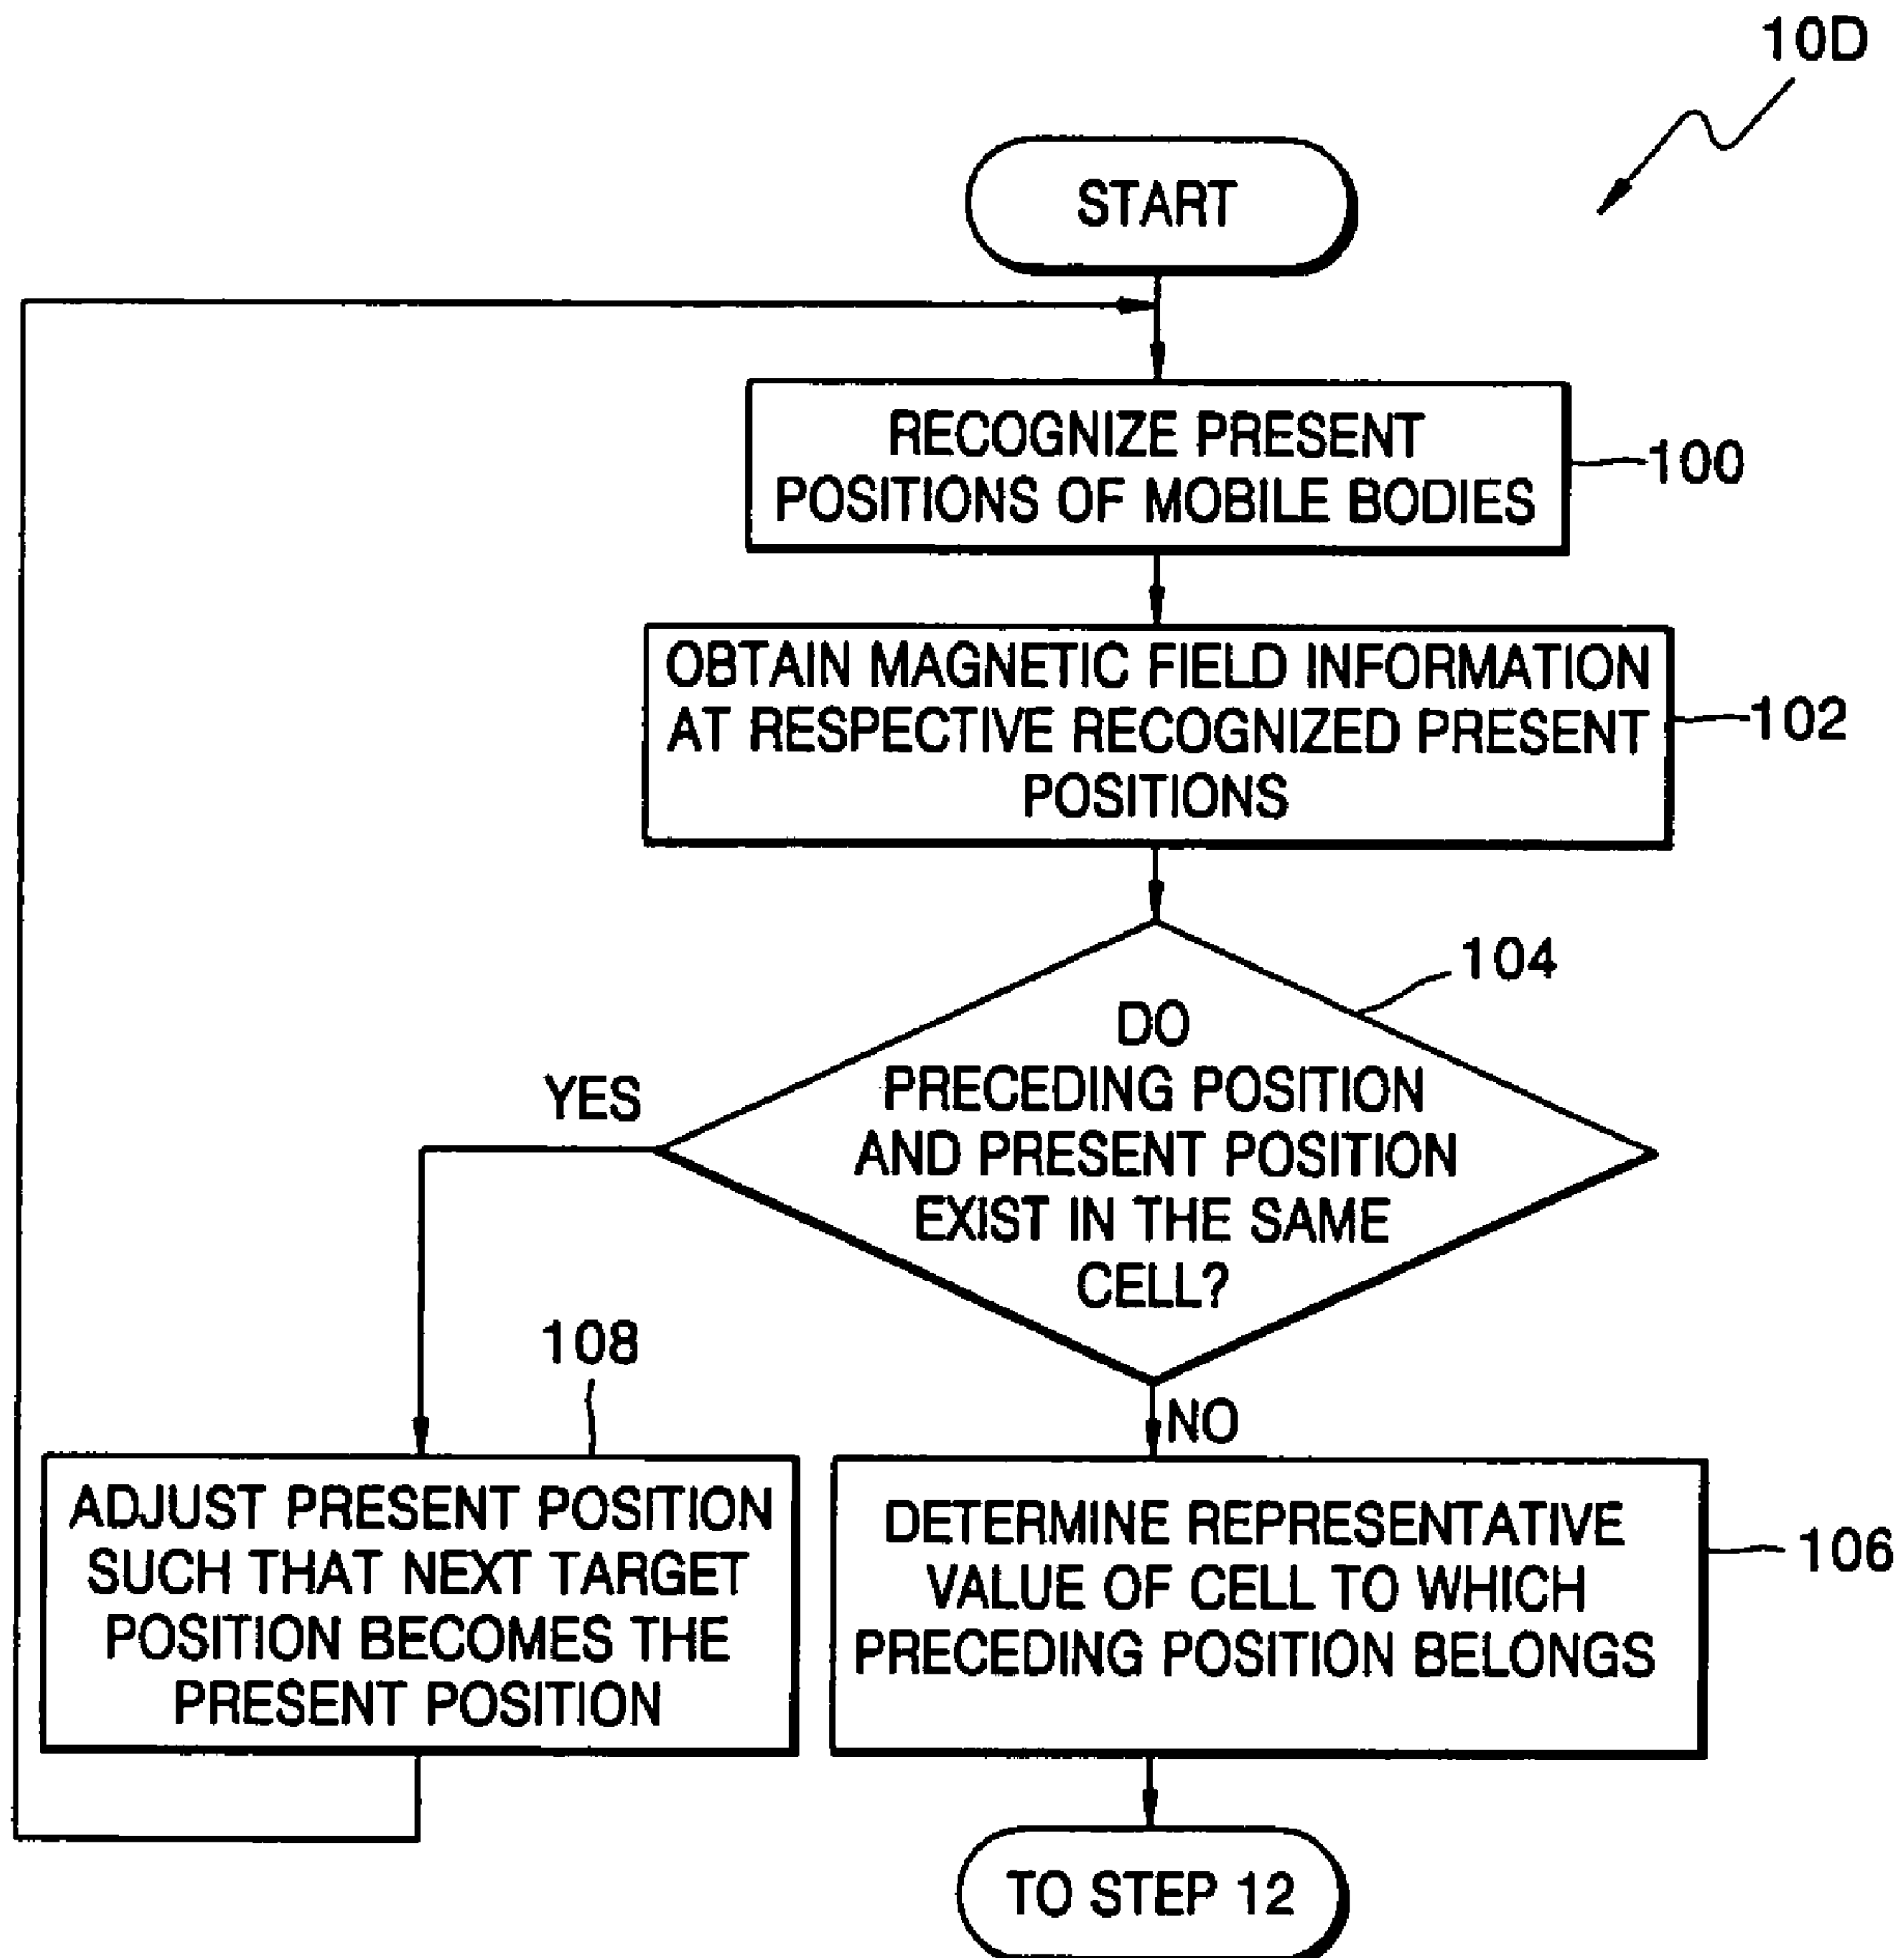 10D
START
RECOGNIZE PRESENT
POSITIONS OF MOBILE BODIES
100
OBTAIN MAGNETIC FIELD INFORMATION
AT RESPECTIVE RECOGNIZED PRESENT
POSITIONS
102
104
DO
PRECEDING POSITION
AND PRESENT POSITION
EXIST IN THE SAME
CELL?
YES
NO
108
ADJUST PRESENT POSITION
SUCH THAT NEXT TARGET
POSITION BECOMES THE
PRESENT POSITION
DETERMINE REPRESENTATIVE
VALUE OF CELL TO WHICH
PRECEDING POSITION BELONGS
106
TO STEP 12